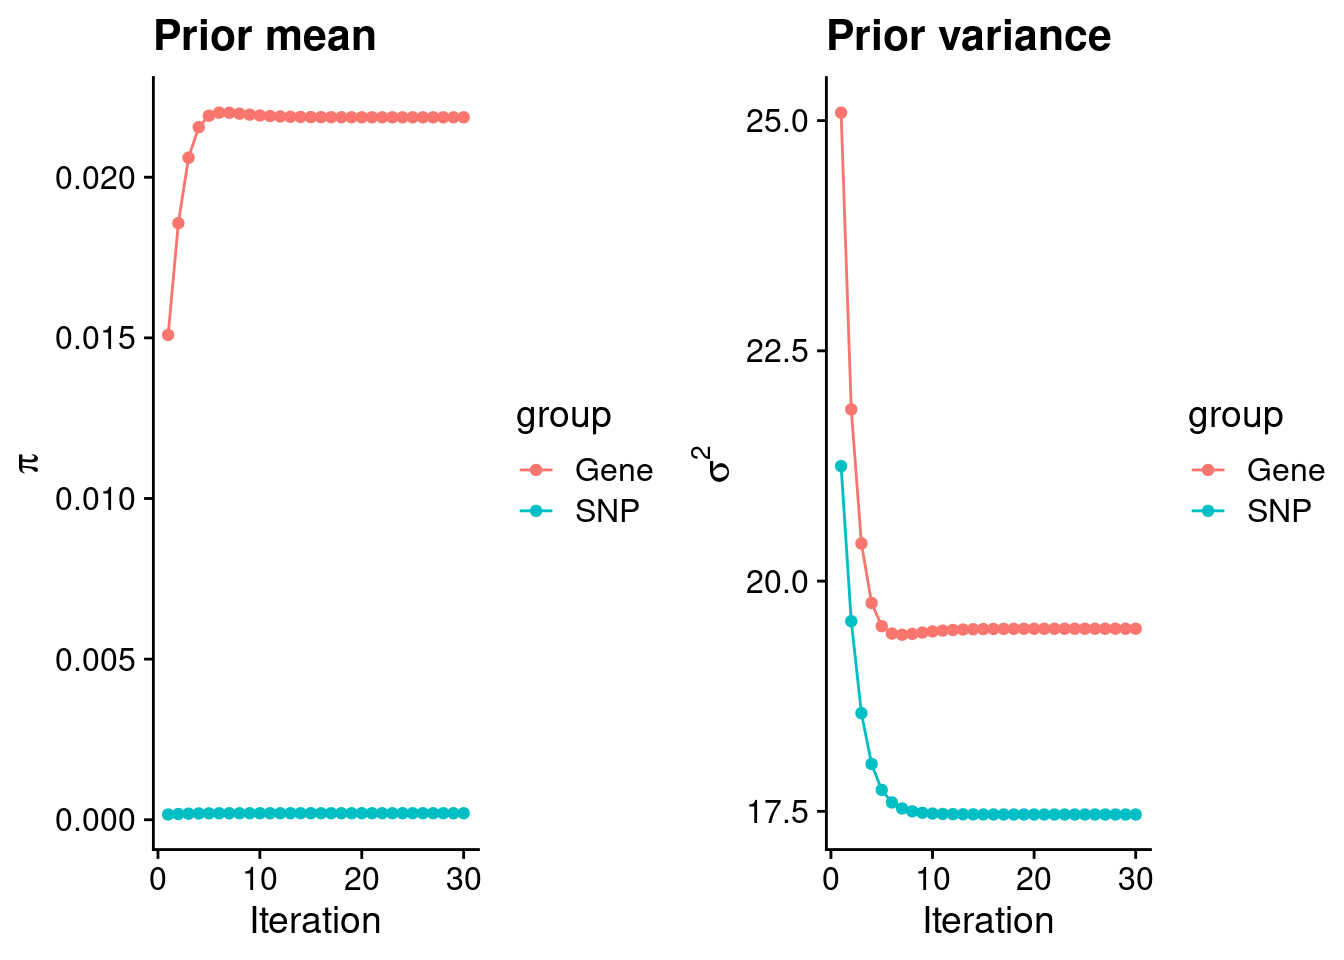 Prior mean
0.020
0.015
0.010
0.005
0.000
π
0 10 20 30
Iteration
group
Gene
SNP
Prior variance
25.0
22.5
20.0
17.5
σ²
0 10 20 30
Iteration
group
Gene
SNP